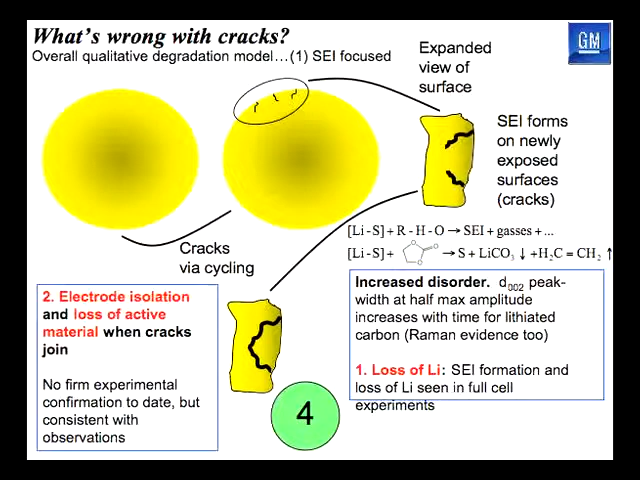 What's wrong with cracks?
Overall qualitative degradation model…(1) SEI focused
GM
Expanded
view of
surface
SEI forms
on newly
exposed
surfaces
(cracks)
Cracks
via cycling
[Li-S] + R - H - O → SEI + gasses + ...
[Li-S] + O O O → S + LiCO₃ ↓ + H₂C = CH₂ ↑
Increased disorder. d₀₀₂ peak-
width at half max amplitude
increases with time for lithiated
carbon (Raman evidence too)
1. Loss of Li: SEI formation and
loss of Li seen in full cell
experiments
2. Electrode isolation
and loss of active
material when cracks
join
No firm experimental
confirmation to date, but
consistent with
observations
4